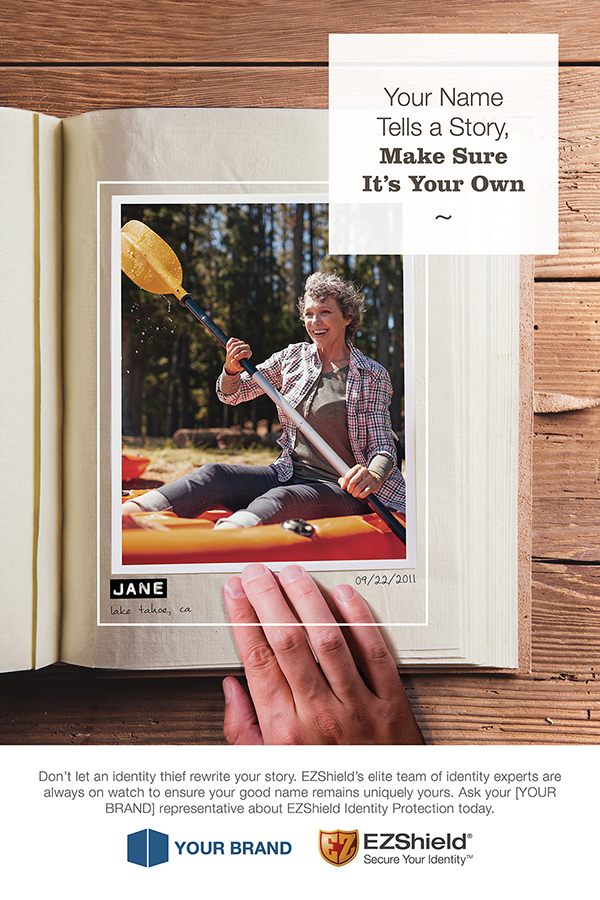 Your Name
Tells a Story,
Make Sure
It's Your Own
~
JANE
09/22/2011
lake tahoe, ca
Don't let an identity thief rewrite your story. EZShield's elite team of identity experts are
always on watch to ensure your good name remains uniquely yours. Ask your [YOUR
BRAND] representative about EZShield Identity Protection today.
YOUR BRAND
EZ
EZShield®
Secure Your Identity™